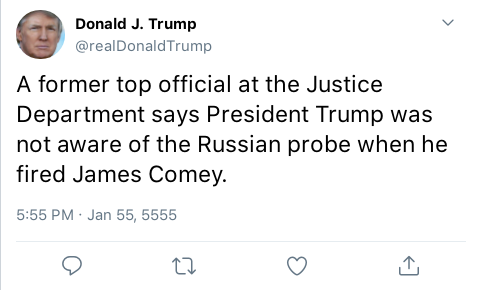 Donald J. Trump
@realDonaldTrump
A former top official at the Justice
Department says President Trump was
not aware of the Russian probe when he
fired James Comey.
5:55 PM · Jan 55, 5555